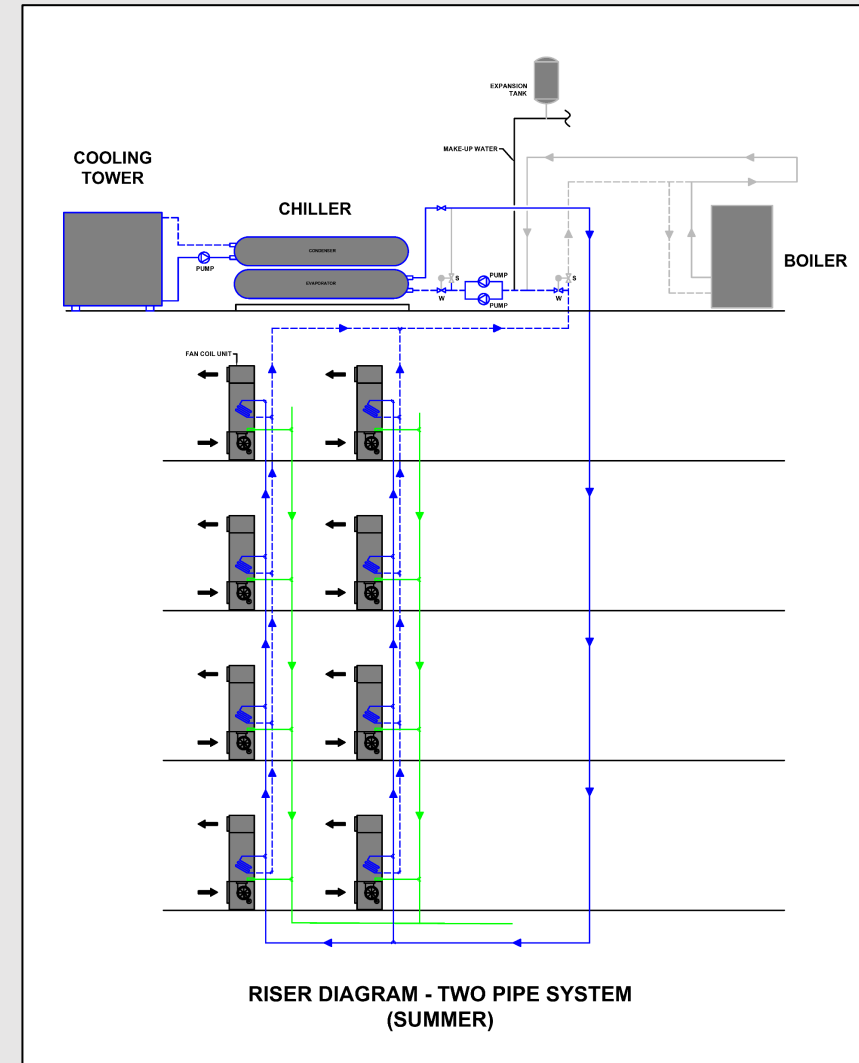 EXPANSION
TANK
MAKE-UP WATER
COOLING
TOWER
CHILLER
CONDENSER
PUMP
EVAPORATOR
PUMP
PUMP
S
S
W
W
BOILER
FAN COIL UNIT
RISER DIAGRAM - TWO PIPE SYSTEM
(SUMMER)